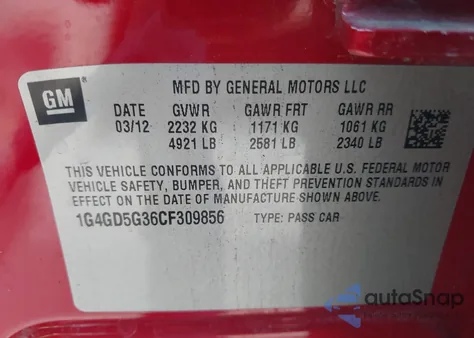 GM
MFD BY GENERAL MOTORS LLC
DATE GVWR GAWR FRT GAWR RR
03/12 2232 KG 1171 KG 1061 KG
4921 LB 2581 LB 2340 LB
THIS VEHICLE CONFORMS TO ALL APPLICABLE U.S. FEDERAL MOTOR
VEHICLE SAFETY, BUMPER, AND THEFT PREVENTION STANDARDS IN
EFFECT ON THE DATE OF MANUFACTURE SHOWN ABOVE.
1G4GD5G36CF309856 TYPE: PASS CAR
autoSnap